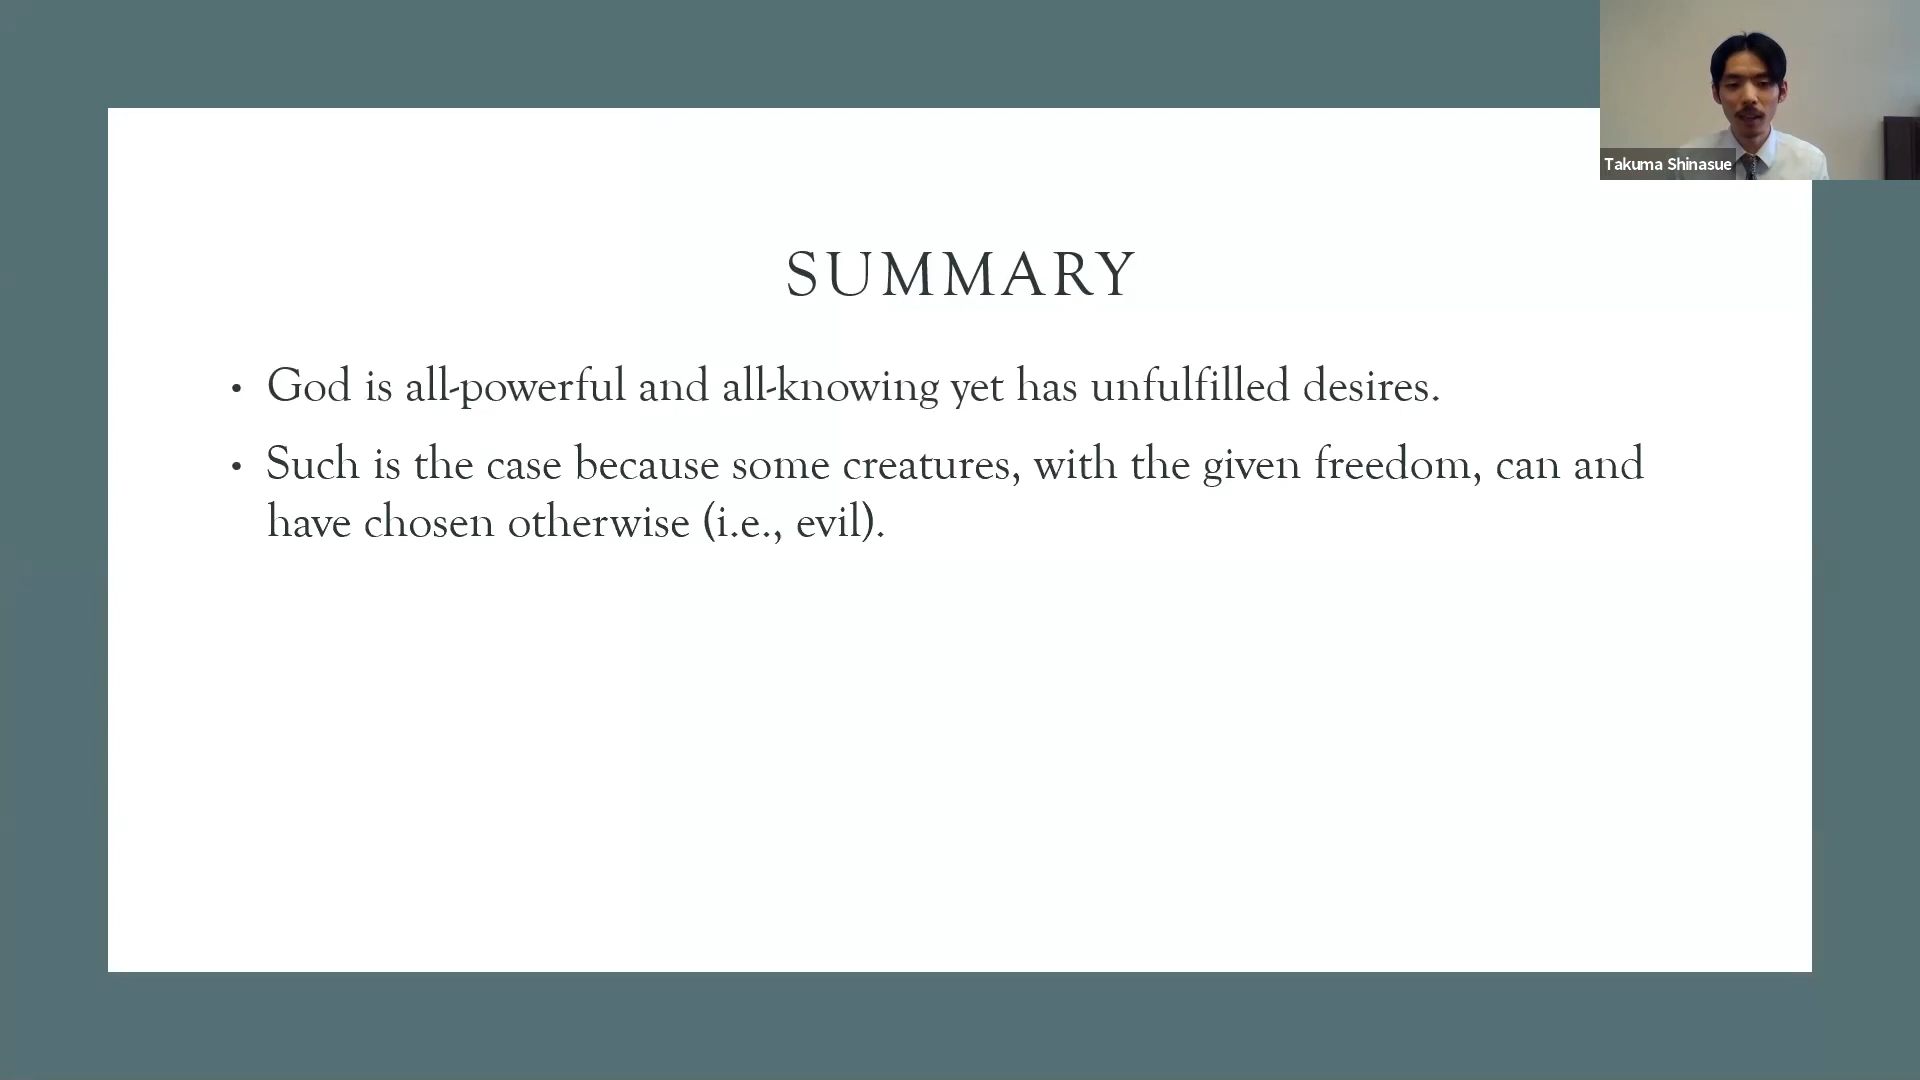 Takuma Shinasue
SUMMARY
• God is all-powerful and all-knowing yet has unfulfilled desires.
• Such is the case because some creatures, with the given freedom, can and
have chosen otherwise (i.e., evil).